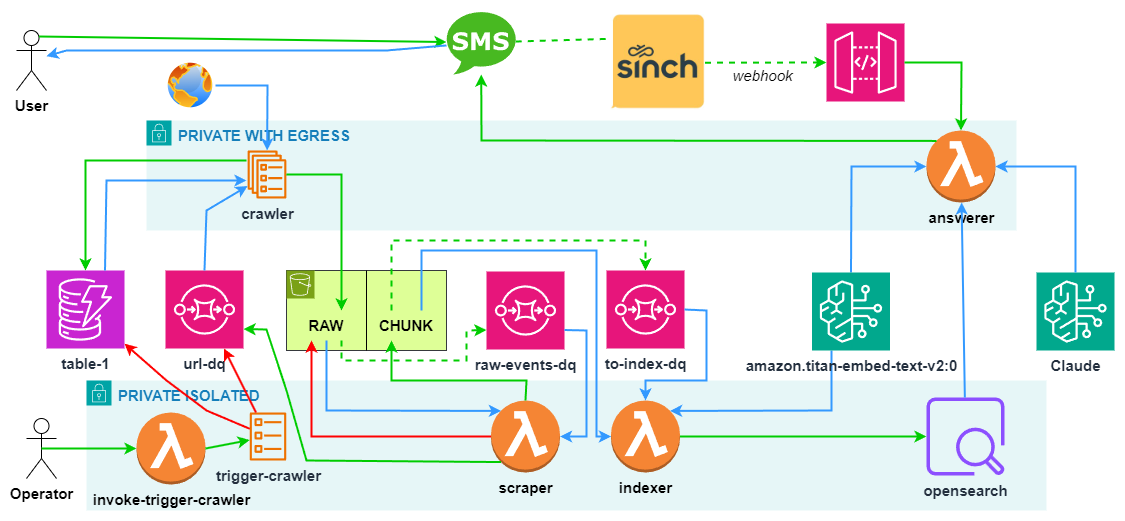 SMS
sinch
webhook
User
PRIVATE WITH EGRESS
crawler
answerer
RAW
CHUNK
table-1
url-dq
raw-events-dq
to-index-dq
amazon.titan-embed-text-v2:0
Claude
PRIVATE ISOLATED
Operator
invoke-trigger-crawler
trigger-crawler
scraper
indexer
opensearch